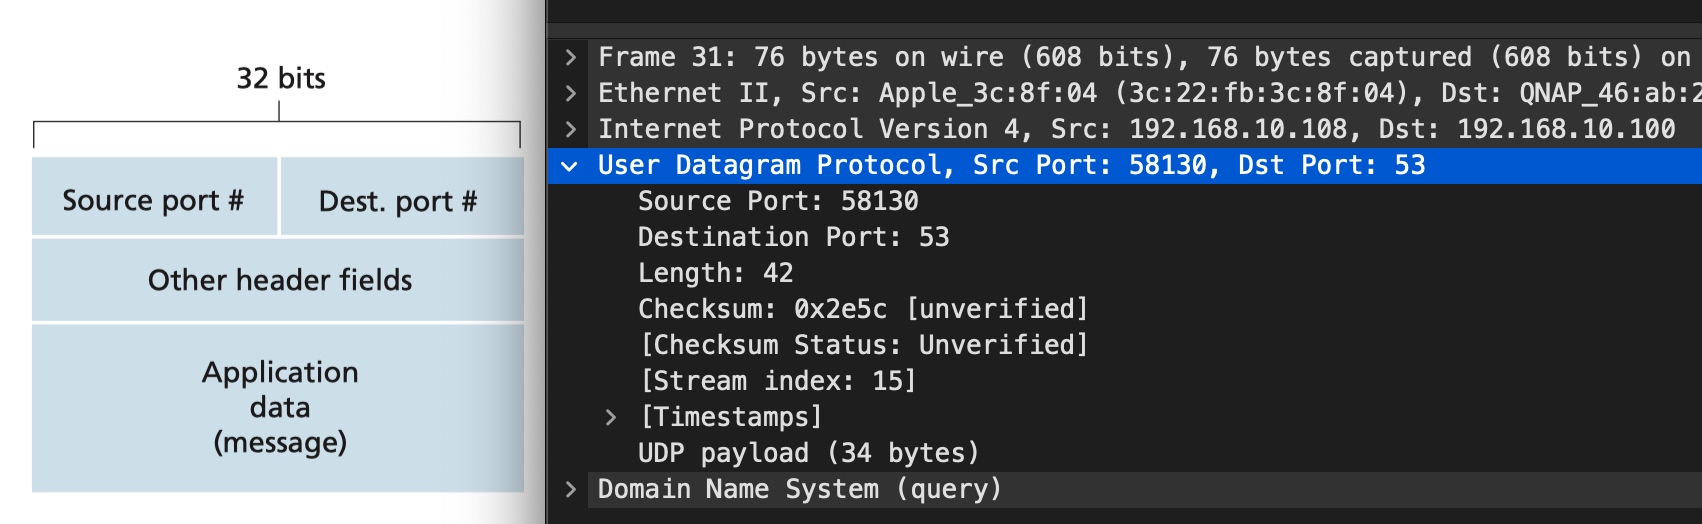 32 bits
Source port #
Dest. port #
Other header fields
Application
data
(message)
Frame 31: 76 bytes on wire (608 bits), 76 bytes captured (608 bits) on
Ethernet II, Src: Apple_3c:8f:04 (3c:22:fb:3c:8f:04), Dst: QNAP_46:ab:2
Internet Protocol Version 4, Src: 192.168.10.108, Dst: 192.168.10.100
User Datagram Protocol, Src Port: 58130, Dst Port: 53
Source Port: 58130
Destination Port: 53
Length: 42
Checksum: 0x2e5c [unverified]
[Checksum Status: Unverified]
[Stream index: 15]
[Timestamps]
UDP payload (34 bytes)
Domain Name System (query)